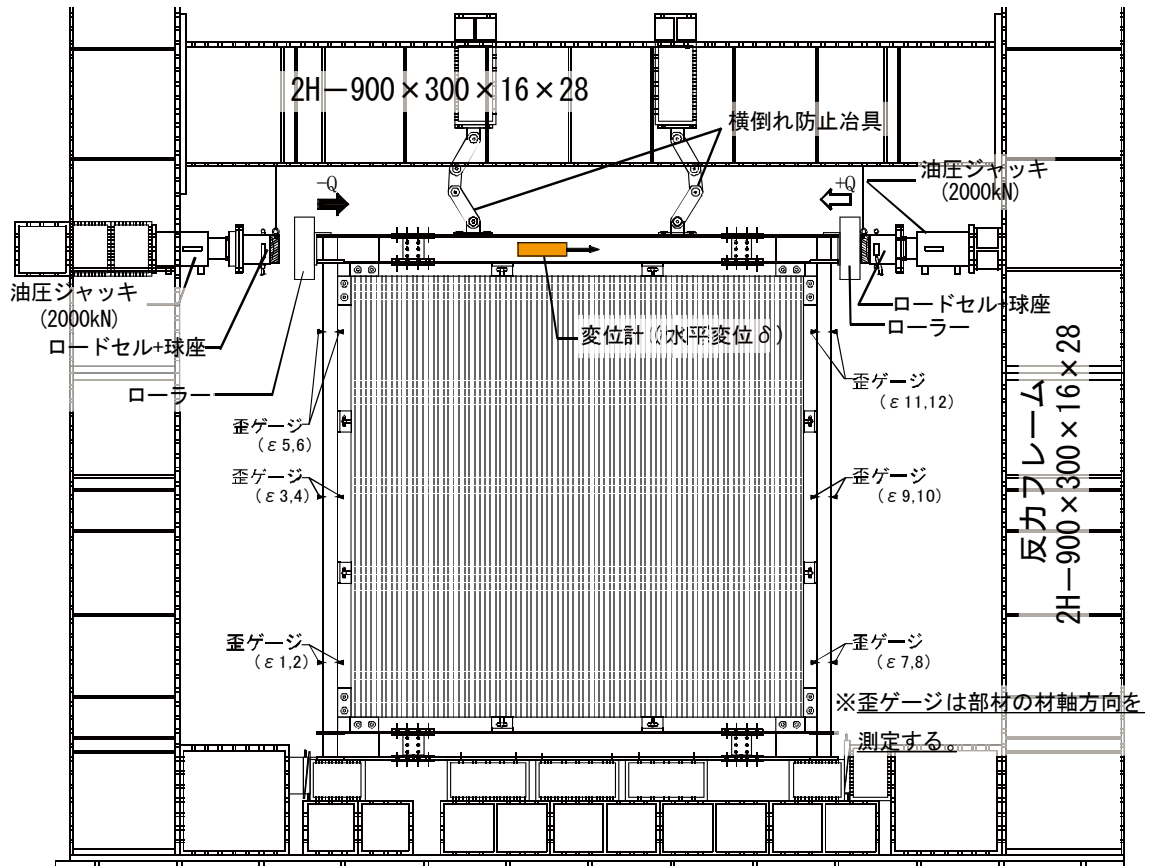 2H－900×300×16×28
横倒れ防止冶具
油圧ジャッキ
(2000kN)
-Q
+Q
油圧ジャッキ
(2000kN)
ロードセル+球座
ローラー
ロードセル+球座
ローラー
変位計（水平変位δ）
歪ゲージ
（ε11,12）
歪ゲージ
（ε5,6）
歪ゲージ
（ε3,4）
歪ゲージ
（ε9,10）
歪ゲージ
（ε1,2）
歪ゲージ
（ε7,8）
反力フレーム
2H－900×300×16×28
※歪ゲージは部材の材軸方向を
測定する。